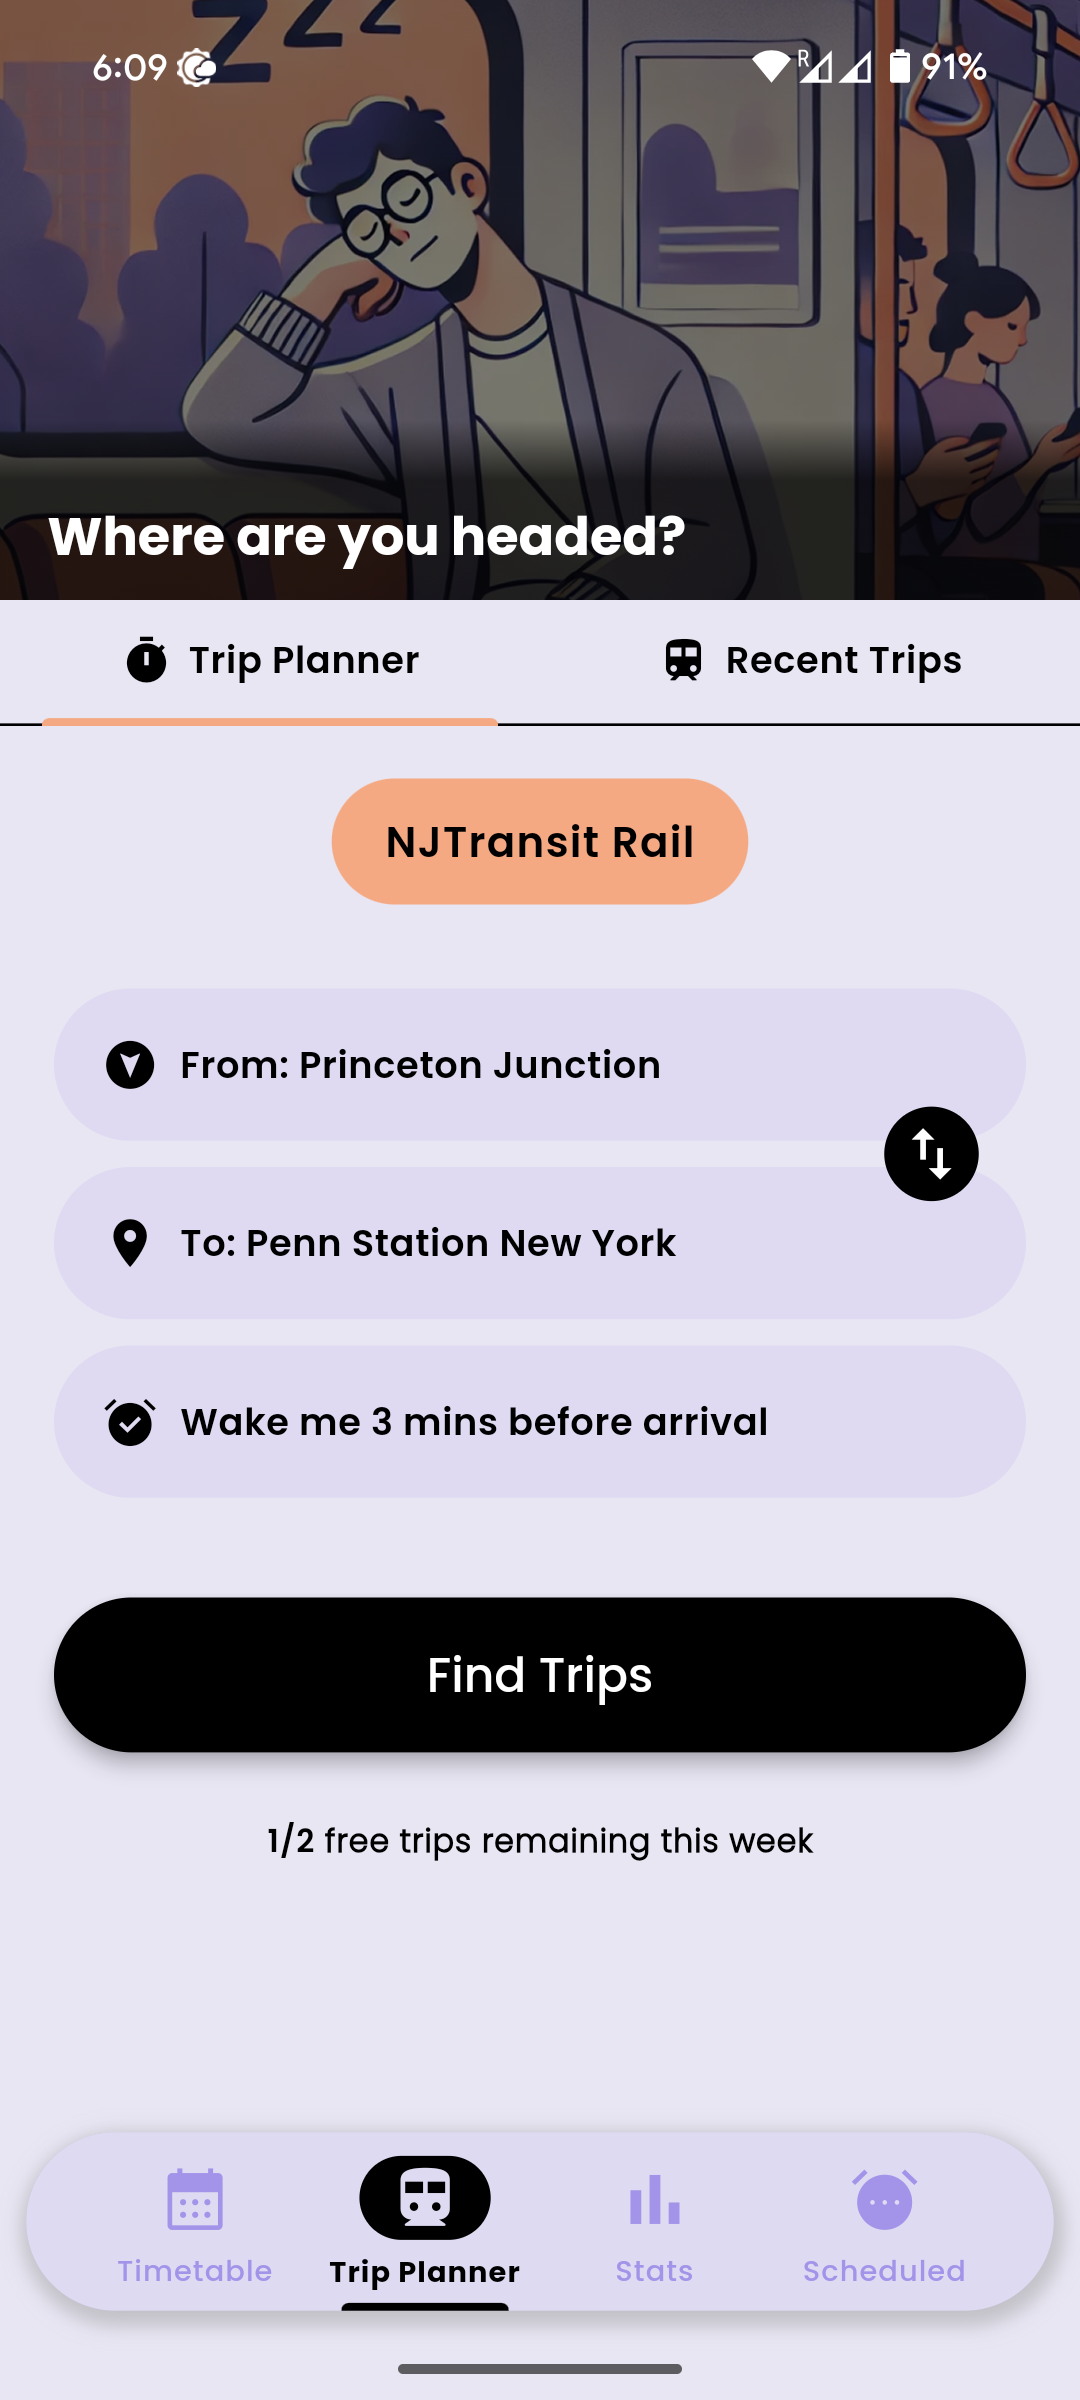 ZZZ
6:09
R
91%
Where are you headed?
Trip Planner
Recent Trips
NJTransit Rail
From: Princeton Junction
To: Penn Station New York
Wake me 3 mins before arrival
Find Trips
1/2 free trips remaining this week
Timetable
Trip Planner
Stats
Scheduled